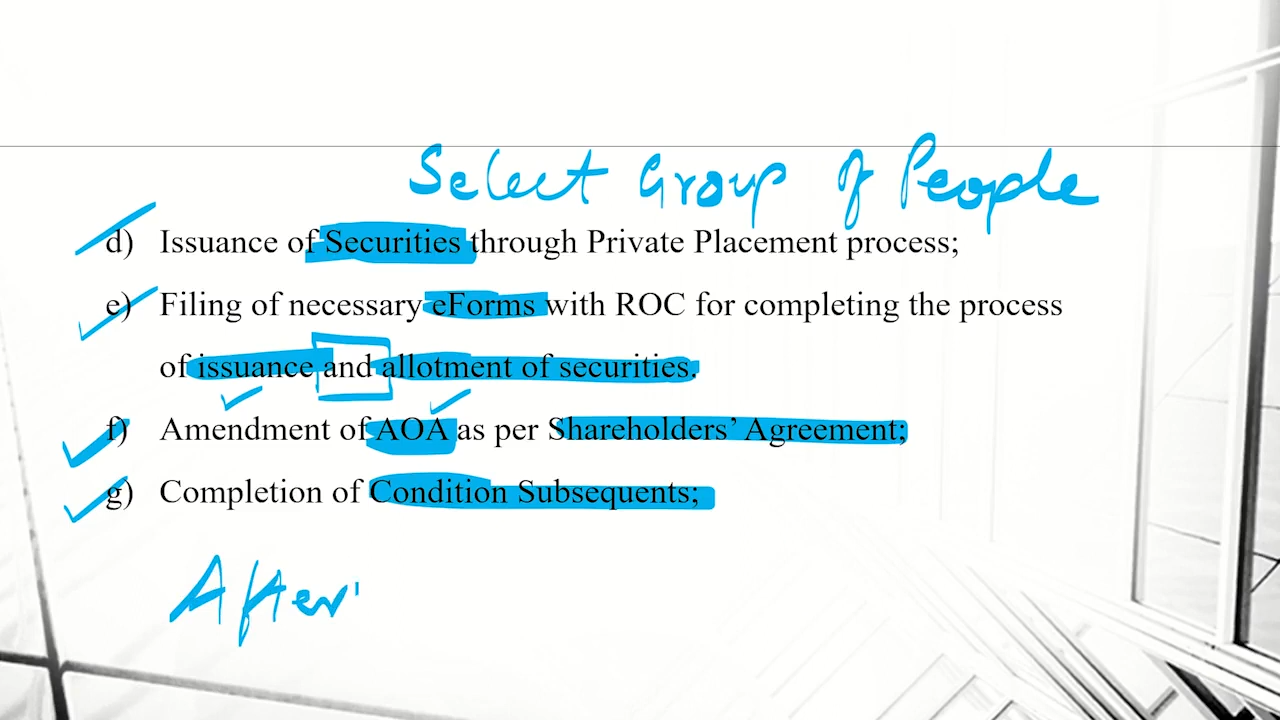 Select Group of People
d) Issuance of Securities through Private Placement process;
e) Filing of necessary eForms with ROC for completing the process
of issuance and allotment of securities.
f) Amendment of AOA as per Shareholders’ Agreement;
g) Completion of Condition Subsequents;
After